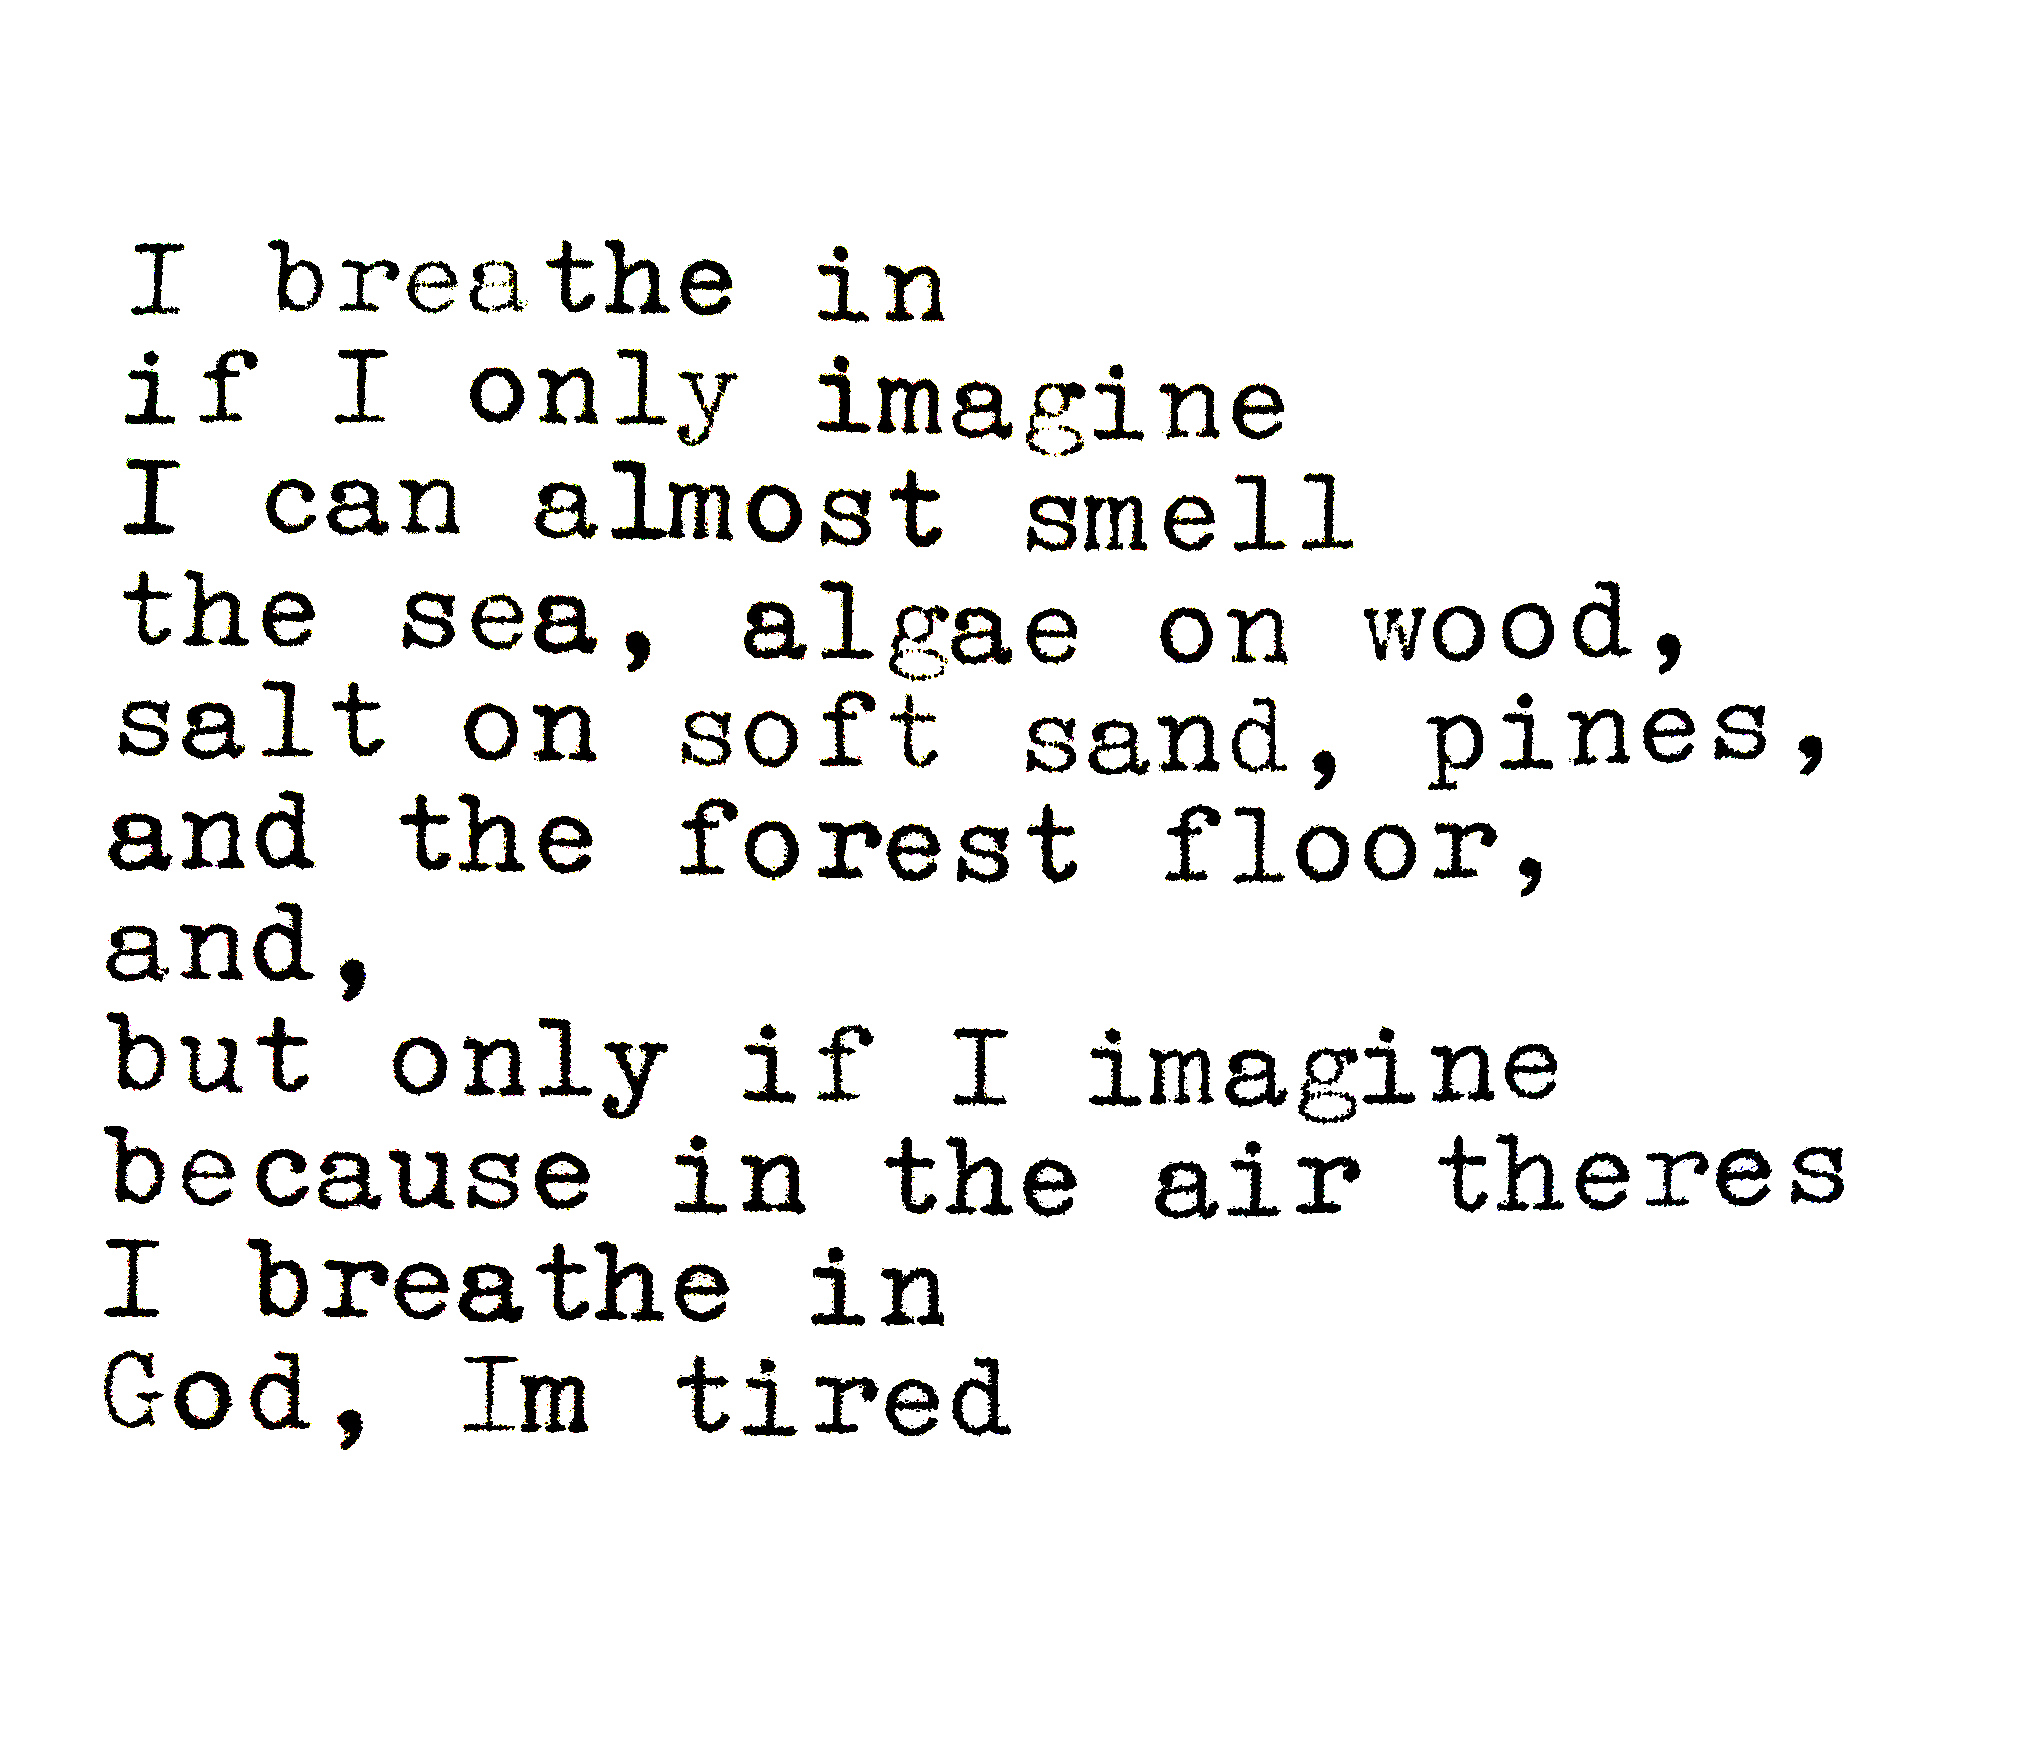 I breathe in
if I only imagine
I can almost smell
the sea, algae on wood,
salt on soft sand, pines,
and the forest floor,
and,
but only if I imagine
because in the air theres
I breathe in
God, Im tired